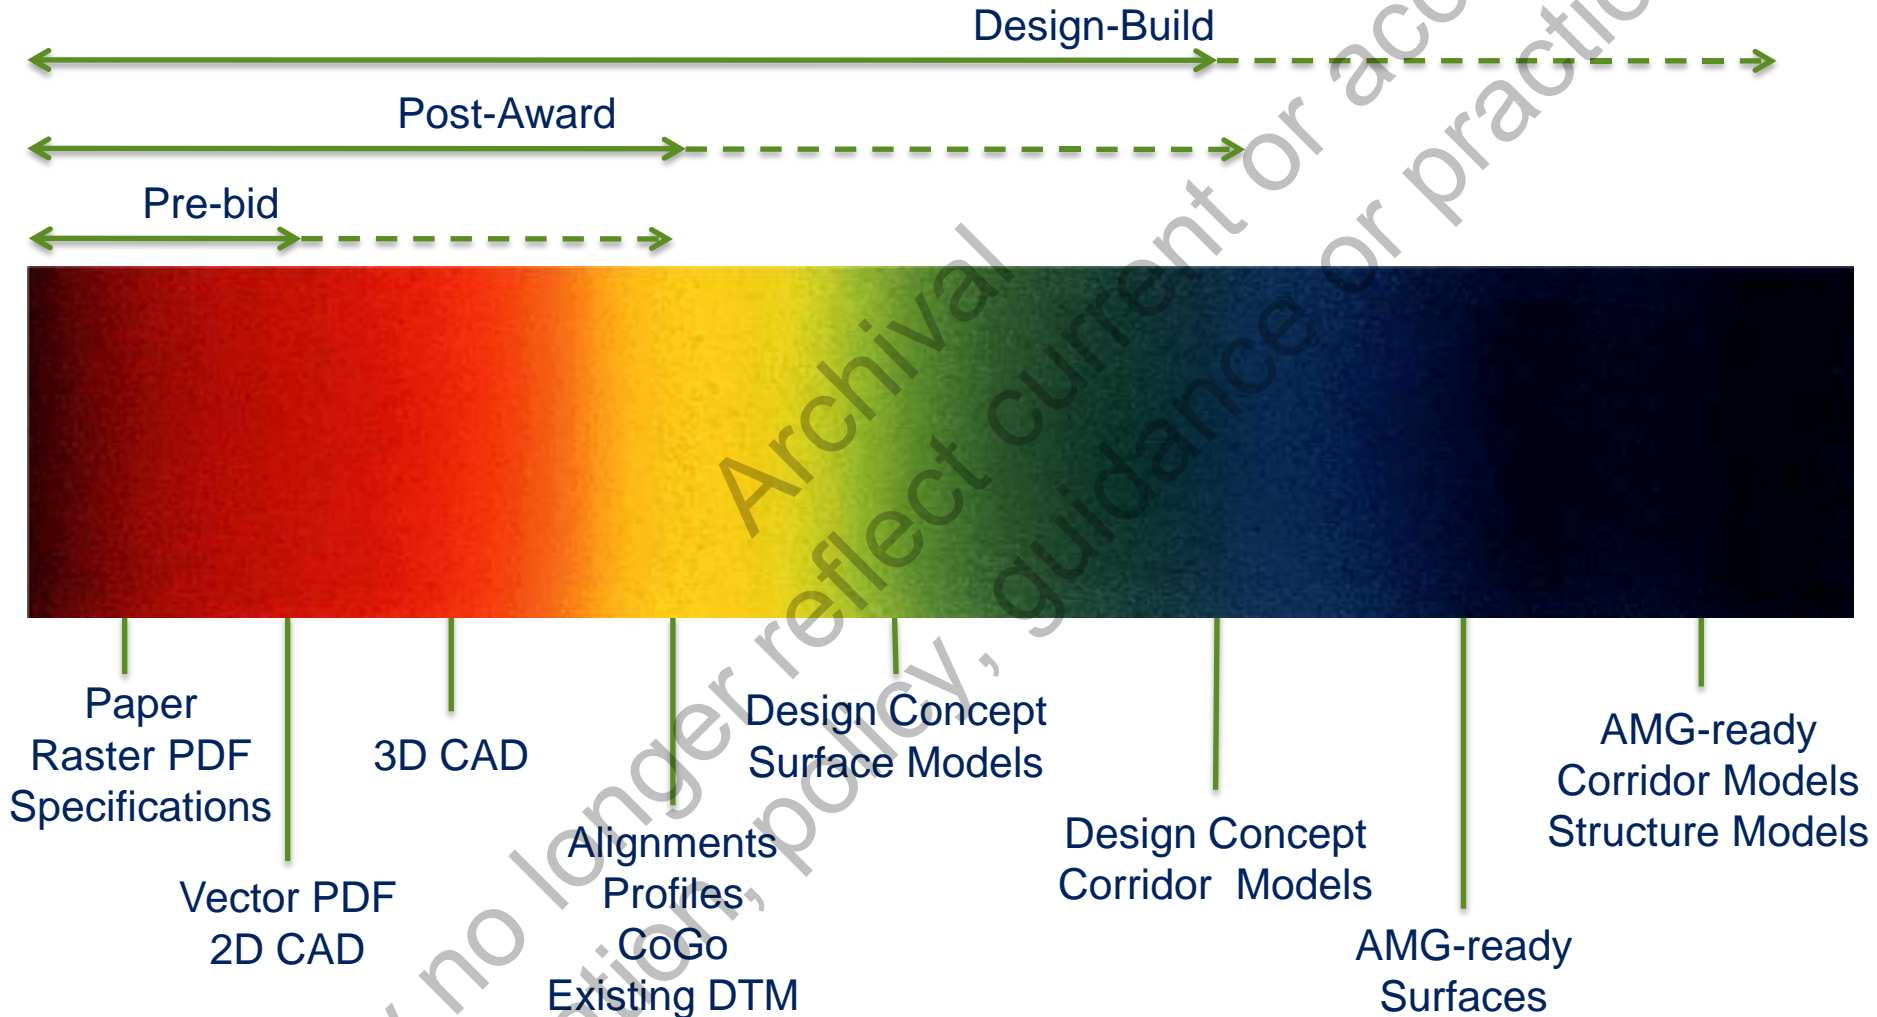 Design-Build
Post-Award
Pre-bid
Paper
Raster PDF
Specifications
Vector PDF
2D CAD
3D CAD
Alignments
Profiles
CoGo
Existing DTM
Design Concept
Surface Models
Design Concept
Corridor  Models
AMG-ready
Surfaces
AMG-ready
Corridor Models
Structure Models
Archival
no longer reflect current or
policy, guidance or